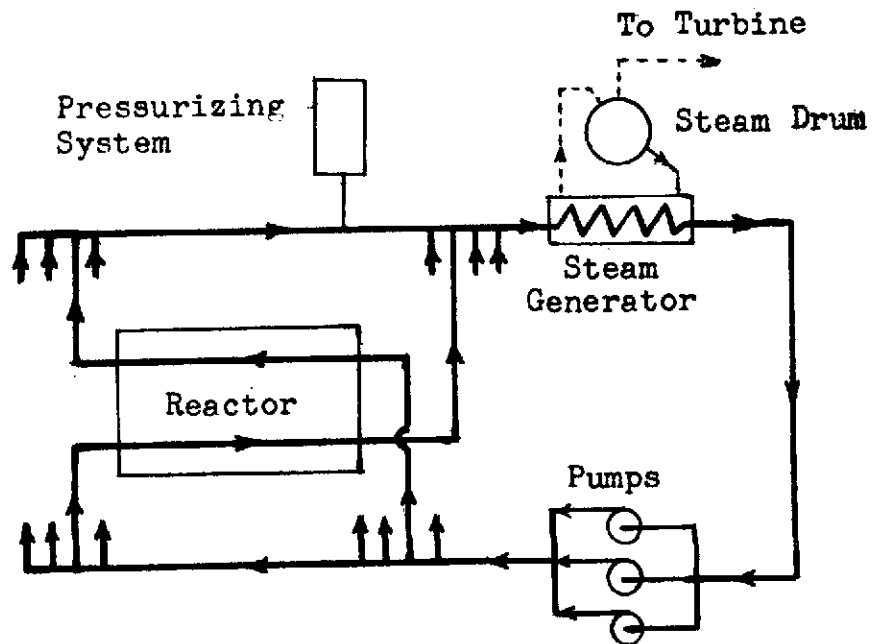 To Turbine
Pressurizing
System
Steam Drum
Steam
Generator
Reactor
Pumps